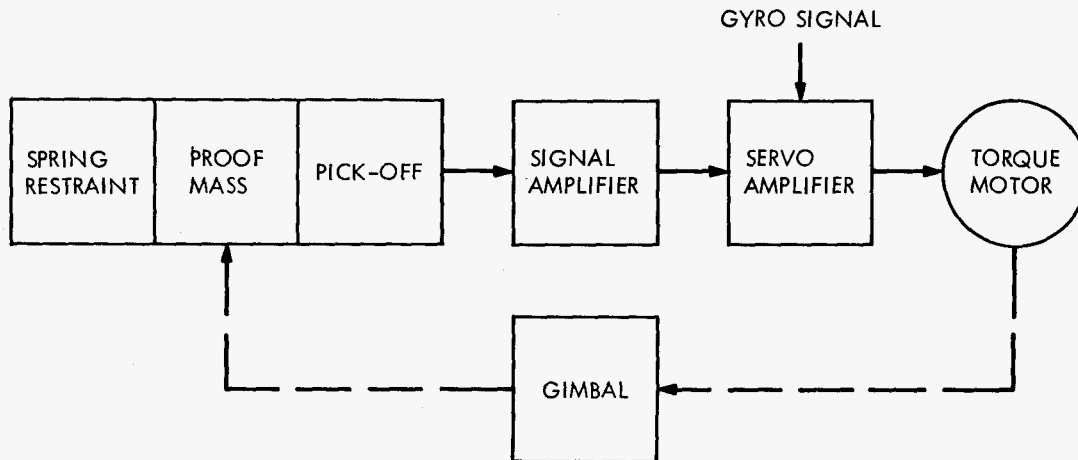 GYRO SIGNAL
SPRING
RESTRAINT
PROOF
MASS
PICK-OFF
SIGNAL
AMPLIFIER
SERVO
AMPLIFIER
TORQUE
MOTOR
GIMBAL